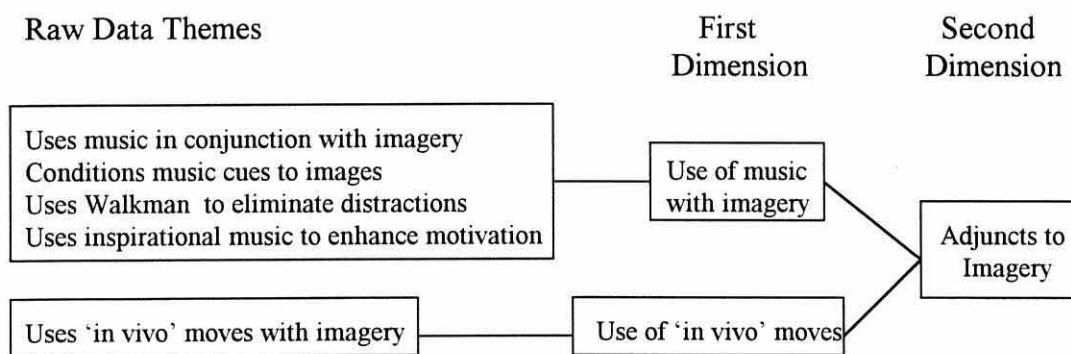 Raw Data Themes
First Dimension
Second Dimension
Uses music in conjunction with imagery
Conditions music cues to images
Uses Walkman to eliminate distractions
Uses inspirational music to enhance motivation
Use of music
with imagery
Adjuncts to
Imagery
Uses ‘in vivo’ moves with imagery
Use of ‘in vivo’ moves